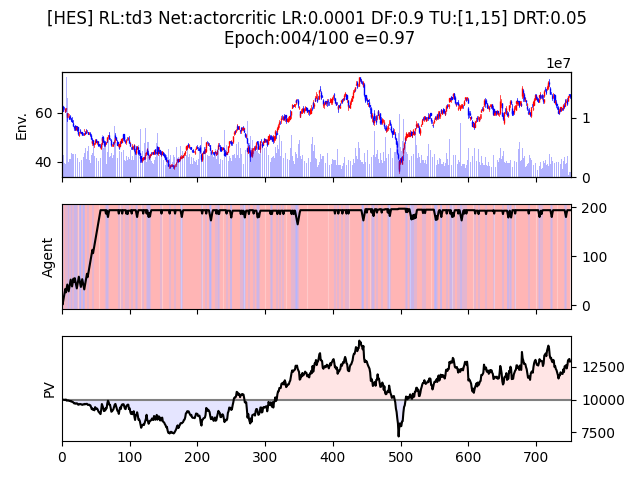 [HES] RL:td3 Net:actorcritic LR:0.0001 DF:0.9 TU:[1,15] DRT:0.05
Epoch:004/100 e=0.97
1e7
Env.
60
40
1
0
Agent
200
100
0
PV
12500
10000
7500
0 100 200 300 400 500 600 700